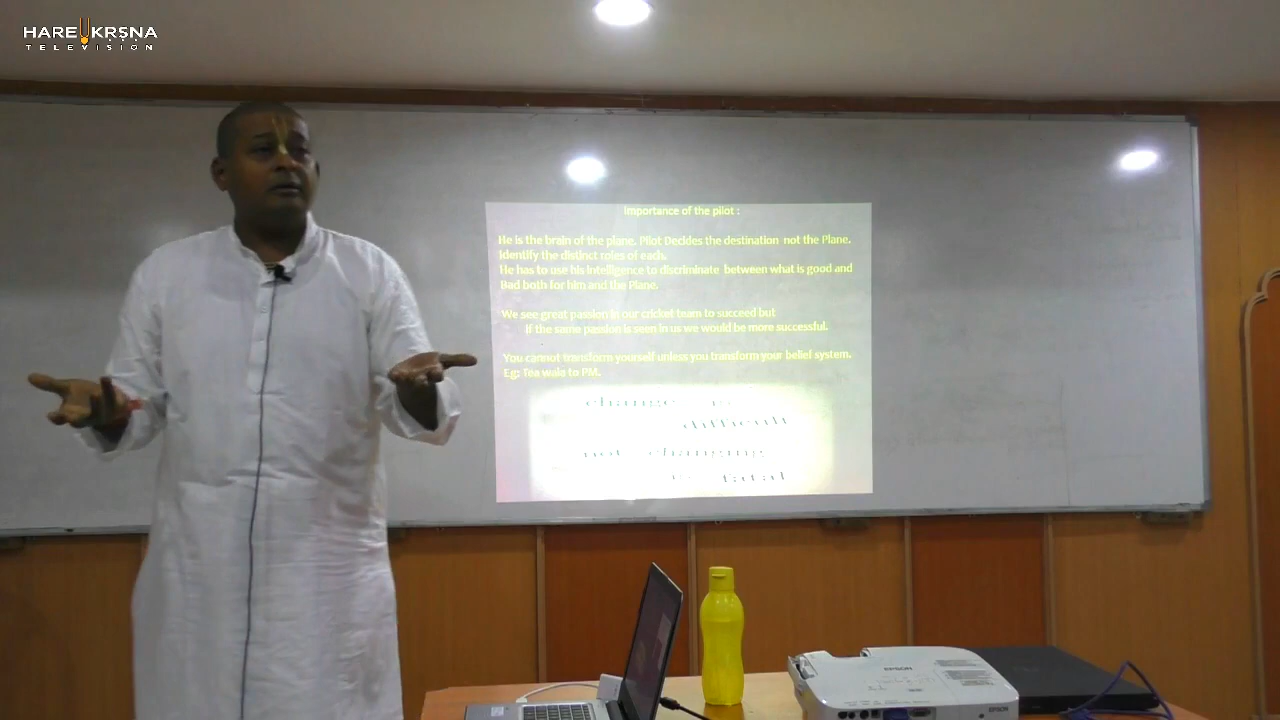 HARE KRSNA
TELEVISION
Importance of the pilot :
He is the brain of the plane. Pilot Decides the destination not the Plane.
Identify the distinct roles of each.
He has to use his intelligence to discriminate between what is good and
Bad both for him and the Plane.
We see great passion in our cricket team to succeed but
If the same passion is seen in us we would be more successful.
You cannot transform yourself unless you transform your belief system.
Eg: Tea wala to PM.
change is
difficult
not changing
is fatal
EPSON
EPSON